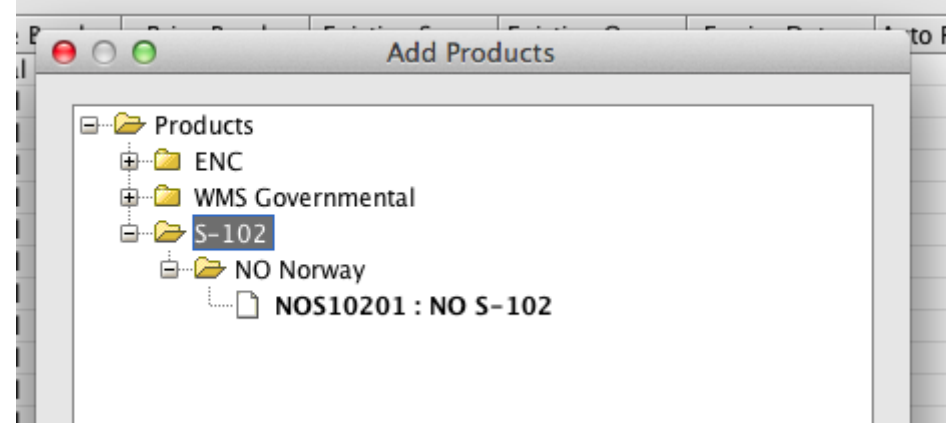 Add Products
Products
ENC
WMS Governmental
S-102
NO Norway
NOS10201 : NO S-102